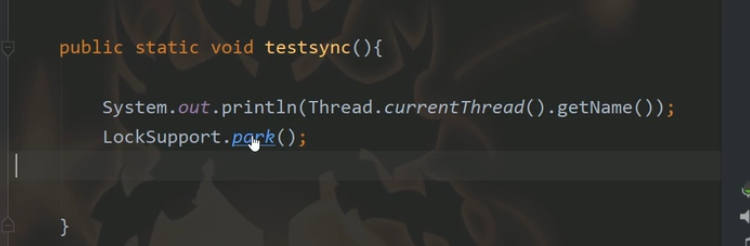 public static void testsync(){
System.out.println(Thread.currentThread().getName());
LockSupport.park();
}